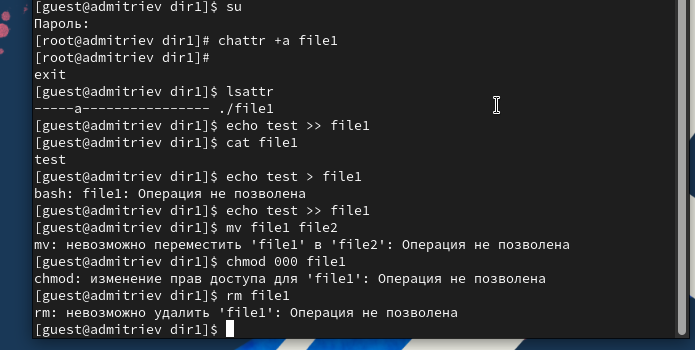 [guest@admitriev dir1]$ su
Пароль:
[root@admitriev dir1]# chattr +a file1
[root@admitriev dir1]#
exit
[guest@admitriev dir1]$ lsattr
-----a---------------- ./file1
[guest@admitriev dir1]$ echo test >> file1
[guest@admitriev dir1]$ cat file1
test
[guest@admitriev dir1]$ echo test > file1
bash: file1: Операция не позволена
[guest@admitriev dir1]$ echo test >> file1
[guest@admitriev dir1]$ mv file1 file2
mv: невозможно переместить 'file1' в 'file2': Операция не позволена
[guest@admitriev dir1]$ chmod 000 file1
chmod: изменение прав доступа для 'file1': Операция не позволена
[guest@admitriev dir1]$ rm file1
rm: невозможно удалить 'file1': Операция не позволена
[guest@admitriev dir1]$